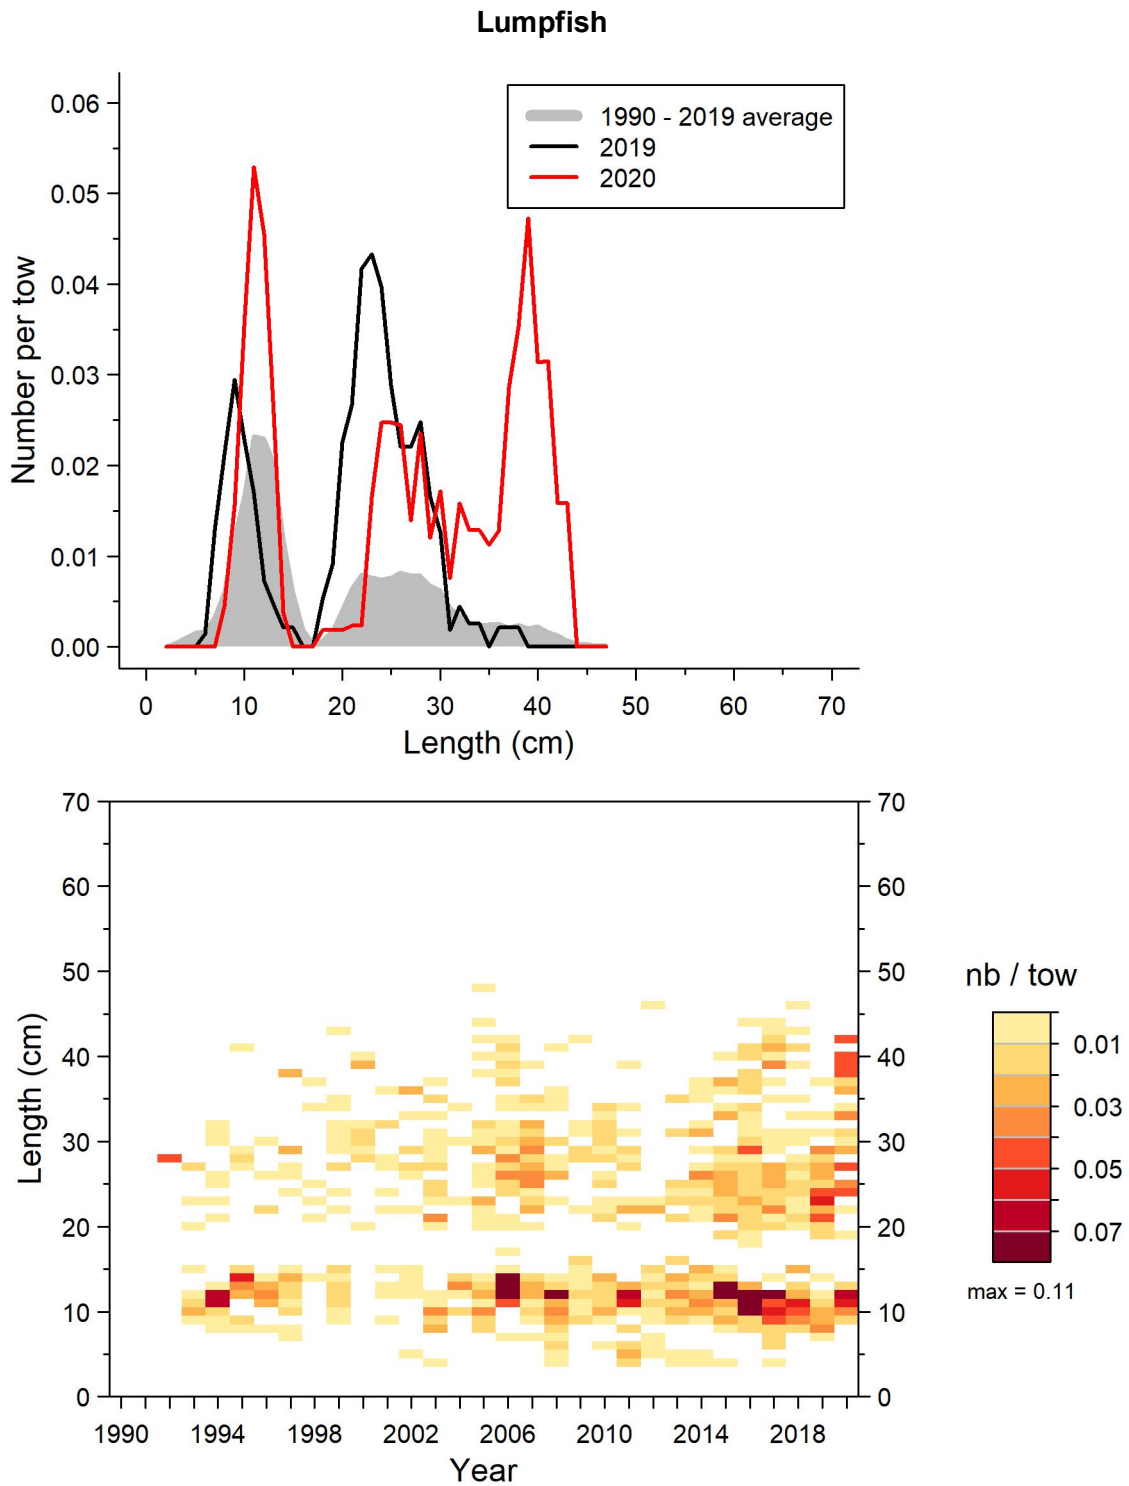 Lumpfish
Number per tow
0.06
0.05
0.04
0.03
0.02
0.01
0.00
1990 - 2019 average
2019
2020
0 10 20 30 40 50 60 70
Length (cm)
Length (cm)
70 70
60 60
50 50
40 40
30 30
20 20
10 10
0 0
1990 1994 1998 2002 2006 2010 2014 2018
Year
nb / tow
0.01
0.03
0.05
0.07
max = 0.11